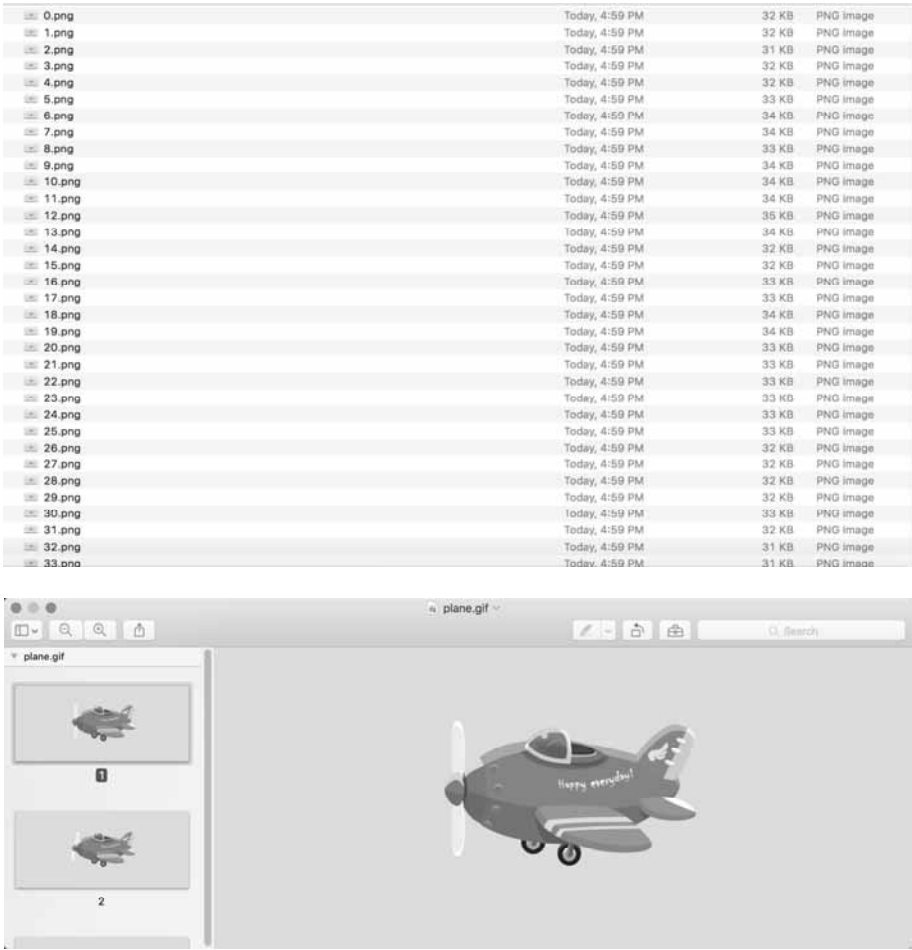 0.png Today, 4:59 PM 32 KB PNG image
1.png Today, 4:59 PM 32 KB PNG image
2.png Today, 4:59 PM 31 KB PNG image
3.png Today, 4:59 PM 32 KB PNG image
4.png Today, 4:59 PM 32 KB PNG image
5.png Today, 4:59 PM 33 KB PNG image
6.png Today, 4:59 PM 34 KB PNG image
7.png Today, 4:59 PM 34 KB PNG image
8.png Today, 4:59 PM 33 KB PNG image
9.png Today, 4:59 PM 34 KB PNG image
10.png Today, 4:59 PM 34 KB PNG image
11.png Today, 4:59 PM 34 KB PNG image
12.png Today, 4:59 PM 35 KB PNG image
13.png Today, 4:59 PM 34 KB PNG image
14.png Today, 4:59 PM 32 KB PNG image
15.png Today, 4:59 PM 32 KB PNG image
16.png Today, 4:59 PM 33 KB PNG image
17.png Today, 4:59 PM 33 KB PNG image
18.png Today, 4:59 PM 34 KB PNG image
19.png Today, 4:59 PM 34 KB PNG image
20.png Today, 4:59 PM 33 KB PNG image
21.png Today, 4:59 PM 33 KB PNG image
22.png Today, 4:59 PM 33 KB PNG image
23.png Today, 4:59 PM 33 KB PNG image
24.png Today, 4:59 PM 33 KB PNG image
25.png Today, 4:59 PM 33 KB PNG image
26.png Today, 4:59 PM 32 KB PNG image
27.png Today, 4:59 PM 32 KB PNG image
28.png Today, 4:59 PM 32 KB PNG image
29.png Today, 4:59 PM 32 KB PNG image
30.png Today, 4:59 PM 33 KB PNG image
31.png Today, 4:59 PM 32 KB PNG image
32.png Today, 4:59 PM 31 KB PNG image
33.png Today, 4:59 PM 31 KB PNG image
plane.gif
Search
plane.gif
1
Happy everyday!
2